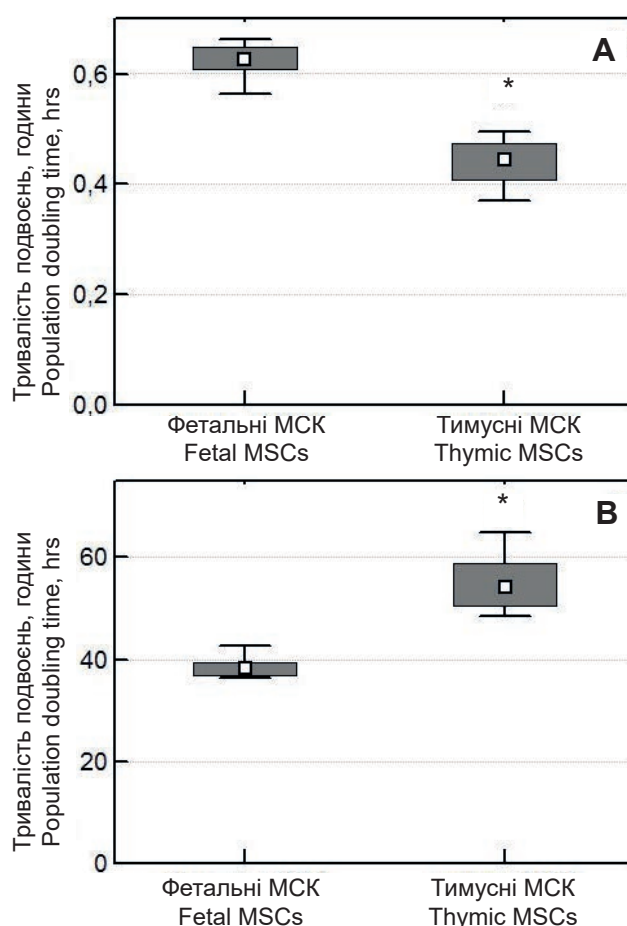 A
Тривалість подвоєнь, години
Population doubling time, hrs
0,6
0,4
0,2
0,0
*
Фетальні МСК
Fetal MSCs
Тимусні МСК
Thymic MSCs
B
Тривалість подвоєнь, години
Population doubling time, hrs
60
40
20
0
*
Фетальні МСК
Fetal MSCs
Тимусні МСК
Thymic MSCs